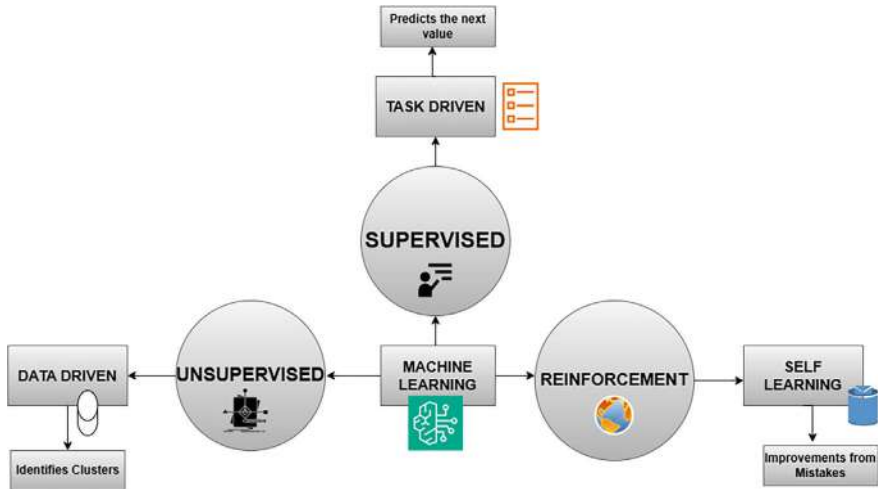 Predicts the next
value
TASK DRIVEN
SUPERVISED
DATA DRIVEN
UNSUPERVISED
MACHINE
LEARNING
REINFORCEMENT
SELF
LEARNING
Identifies Clusters
Improvements from
Mistakes